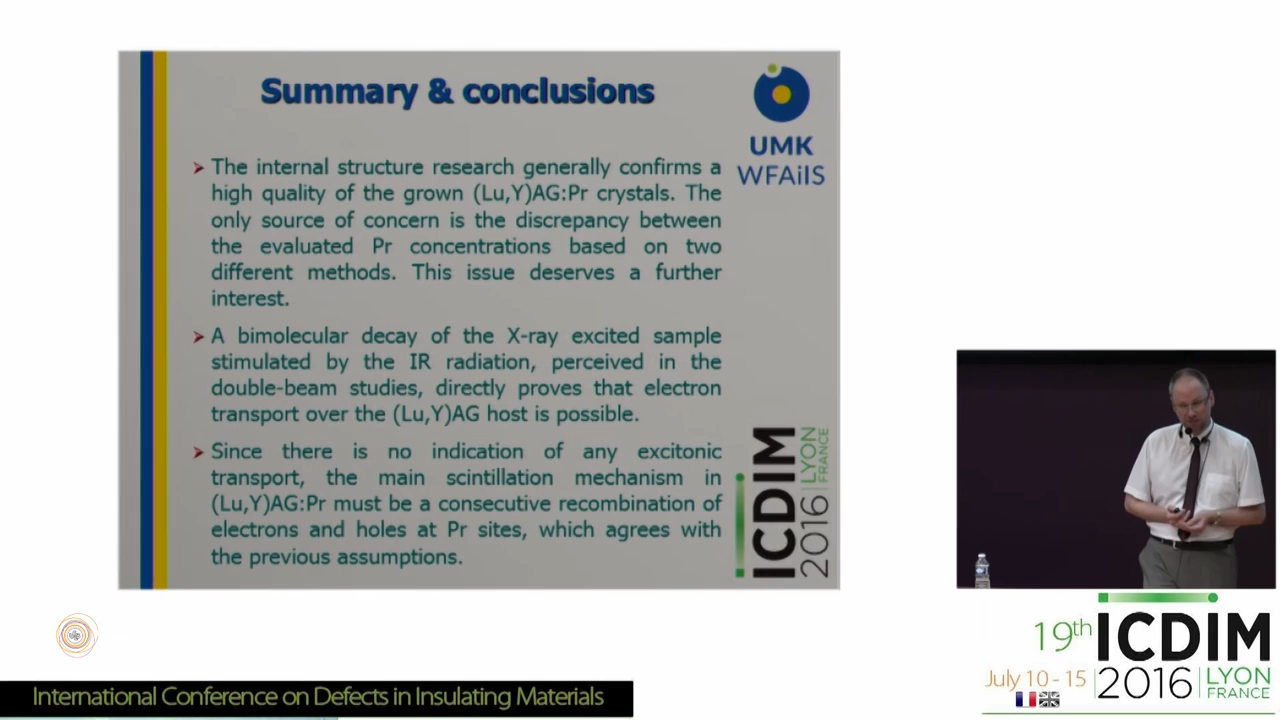 Summary & conclusions
UMK
WFAiIS
➢ The internal structure research generally confirms a
high quality of the grown (Lu,Y)AG:Pr crystals. The
only source of concern is the discrepancy between
the evaluated Pr concentrations based on two
different methods. This issue deserves a further
interest.
➢ A bimolecular decay of the X-ray excited sample
stimulated by the IR radiation, perceived in the
double-beam studies, directly proves that electron
transport over the (Lu,Y)AG host is possible.
➢ Since there is no indication of any excitonic
transport, the main scintillation mechanism in
(Lu,Y)AG:Pr must be a consecutive recombination of
electrons and holes at Pr sites, which agrees with
the previous assumptions.
ICDIM
2016 LYON
FRANCE
19th ICDIM
July 10 - 15 2016 LYON
FRANCE
International Conference on Defects in Insulating Materials